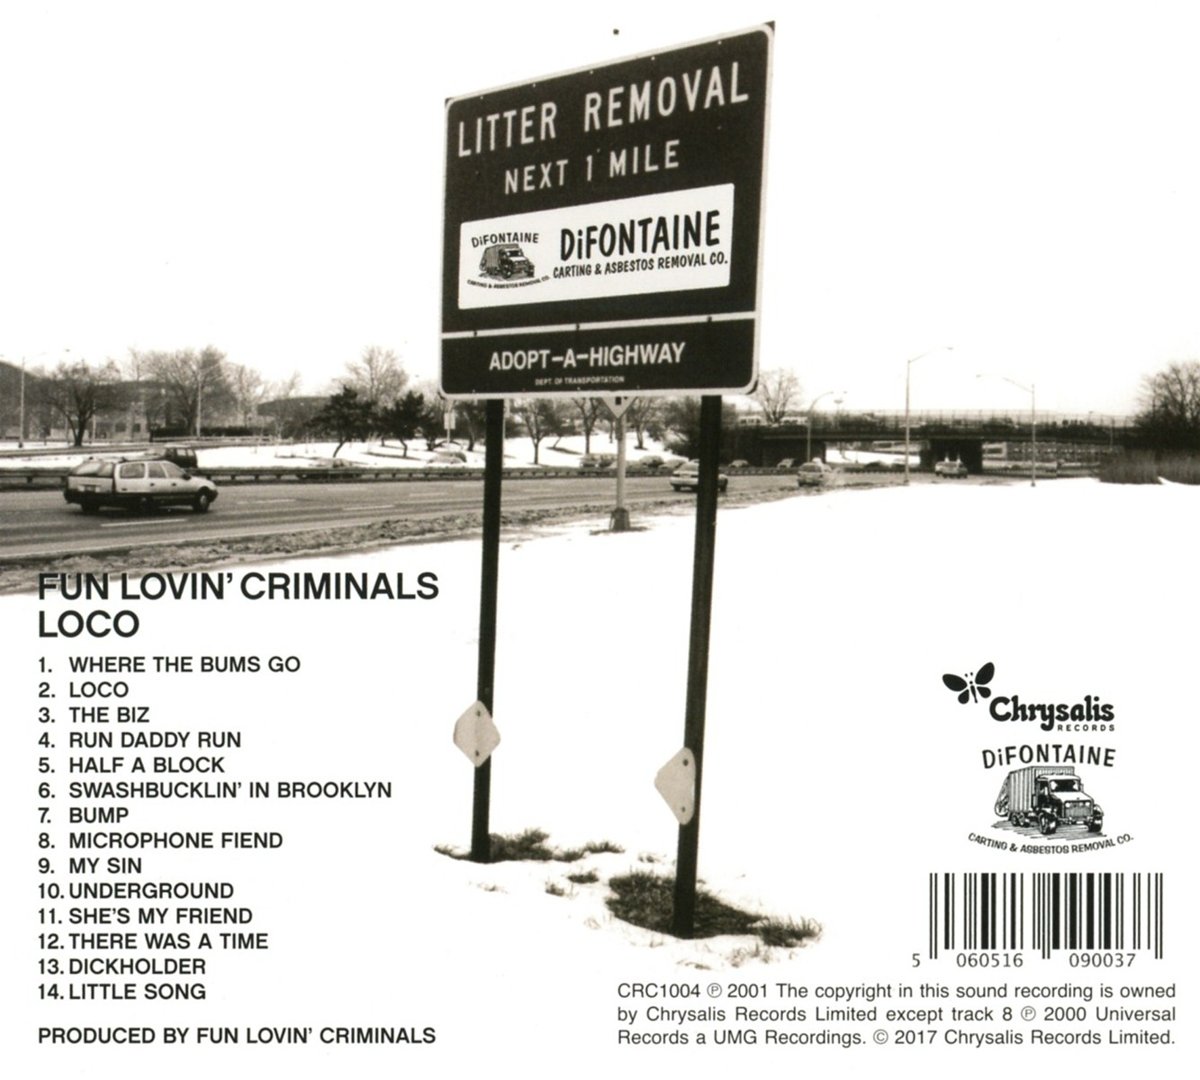 LITTER REMOVAL
NEXT 1 MILE
DiFONTAINE
CARTING & ASBESTOS REMOVAL CO.
DiFONTAINE
CARTING & ASBESTOS REMOVAL CO.
ADOPT-A-HIGHWAY
DEPT. OF TRANSPORTATION
FUN LOVIN' CRIMINALS
LOCO
1. WHERE THE BUMS GO
2. LOCO
3. THE BIZ
4. RUN DADDY RUN
5. HALF A BLOCK
6. SWASHBUCKLIN' IN BROOKLYN
7. BUMP
8. MICROPHONE FIEND
9. MY SIN
10. UNDERGROUND
11. SHE'S MY FRIEND
12. THERE WAS A TIME
13. DICKHOLDER
14. LITTLE SONG
PRODUCED BY FUN LOVIN' CRIMINALS
Chrysalis
RECORDS
DiFONTAINE
CARTING & ASBESTOS REMOVAL CO.
5 060516 090037
CRC1004 ℗ 2001 The copyright in this sound recording is owned
by Chrysalis Records Limited except track 8 ℗ 2000 Universal
Records a UMG Recordings. © 2017 Chrysalis Records Limited.